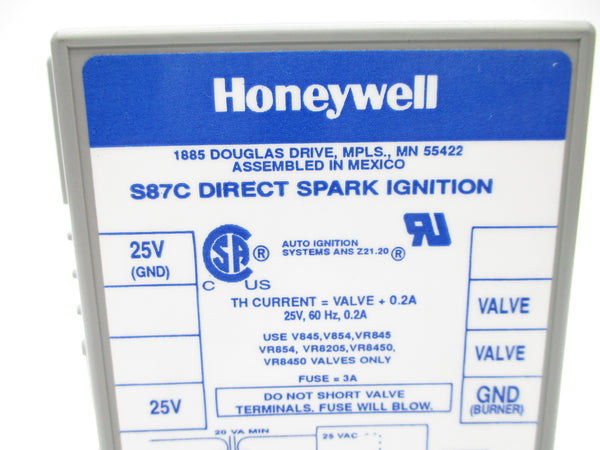 Honeywell
1885 DOUGLAS DRIVE, MPLS., MN 55422
ASSEMBLED IN MEXICO
S87C DIRECT SPARK IGNITION
25V
(GND)
SA ®
C US
AUTO IGNITION
SYSTEMS ANS Z21.20 ®
RU
TH CURRENT = VALVE + 0.2A
25V, 60 Hz, 0.2A
VALVE
USE V845,V854,VR845
VR854, VR8205,VR8450,
VR8450 VALVES ONLY
VALVE
FUSE = 3A
25V
DO NOT SHORT VALVE
TERMINALS. FUSE WILL BLOW.
GND
(BURNER)
20 VA MIN
25 VAC